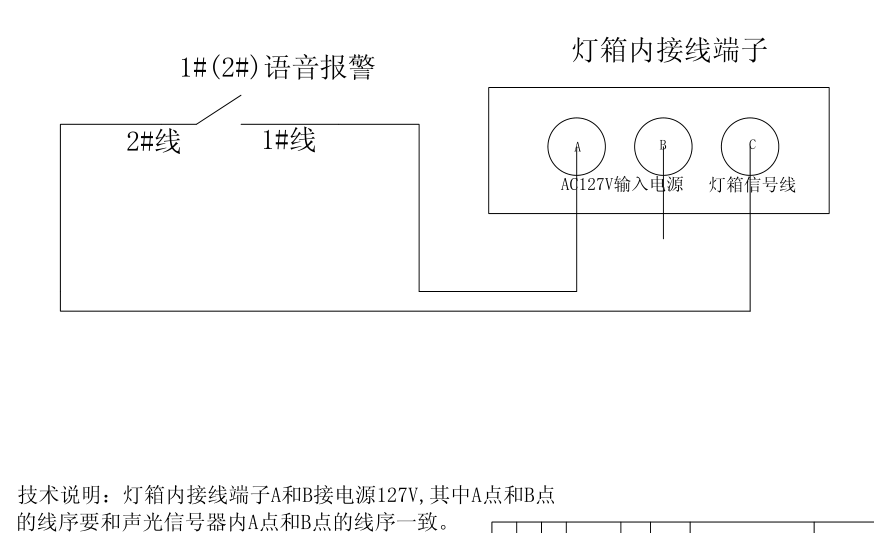 灯箱内接线端子
1#(2#)语音报警
2#线
1#线
A
B
C
AC127V输入电源
灯箱信号线
技术说明：灯箱内接线端子A和B接电源127V,其中A点和B点
的线序要和声光信号器内A点和B点的线序一致。